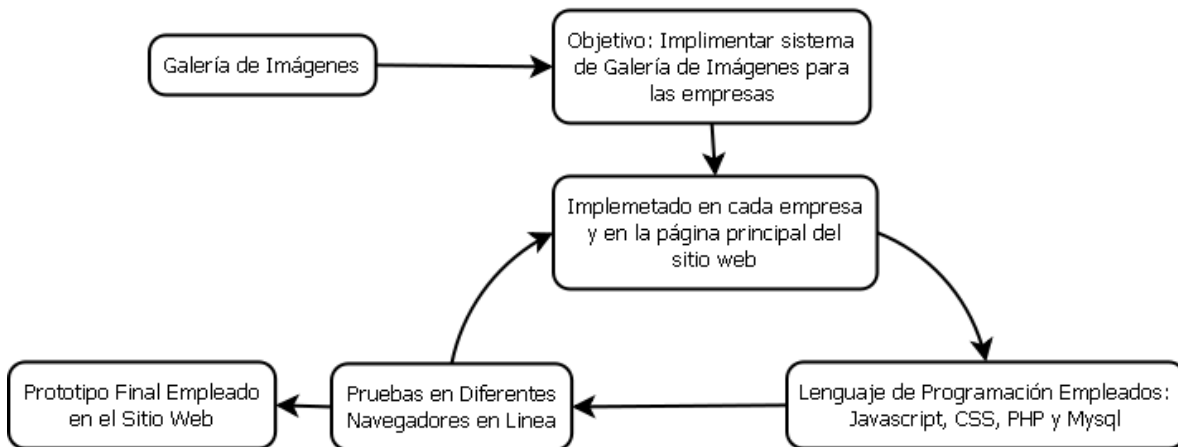 Galería de Imágenes
Objetivo: Implimentar sistema
de Galería de Imágenes para
las empresas
Implemetado en cada empresa
y en la página principal del
sitio web
Prototipo Final Empleado
en el Sitio Web
Pruebas en Diferentes
Navegadores en Linea
Lenguaje de Programación Empleados:
Javascript, CSS, PHP y Mysql